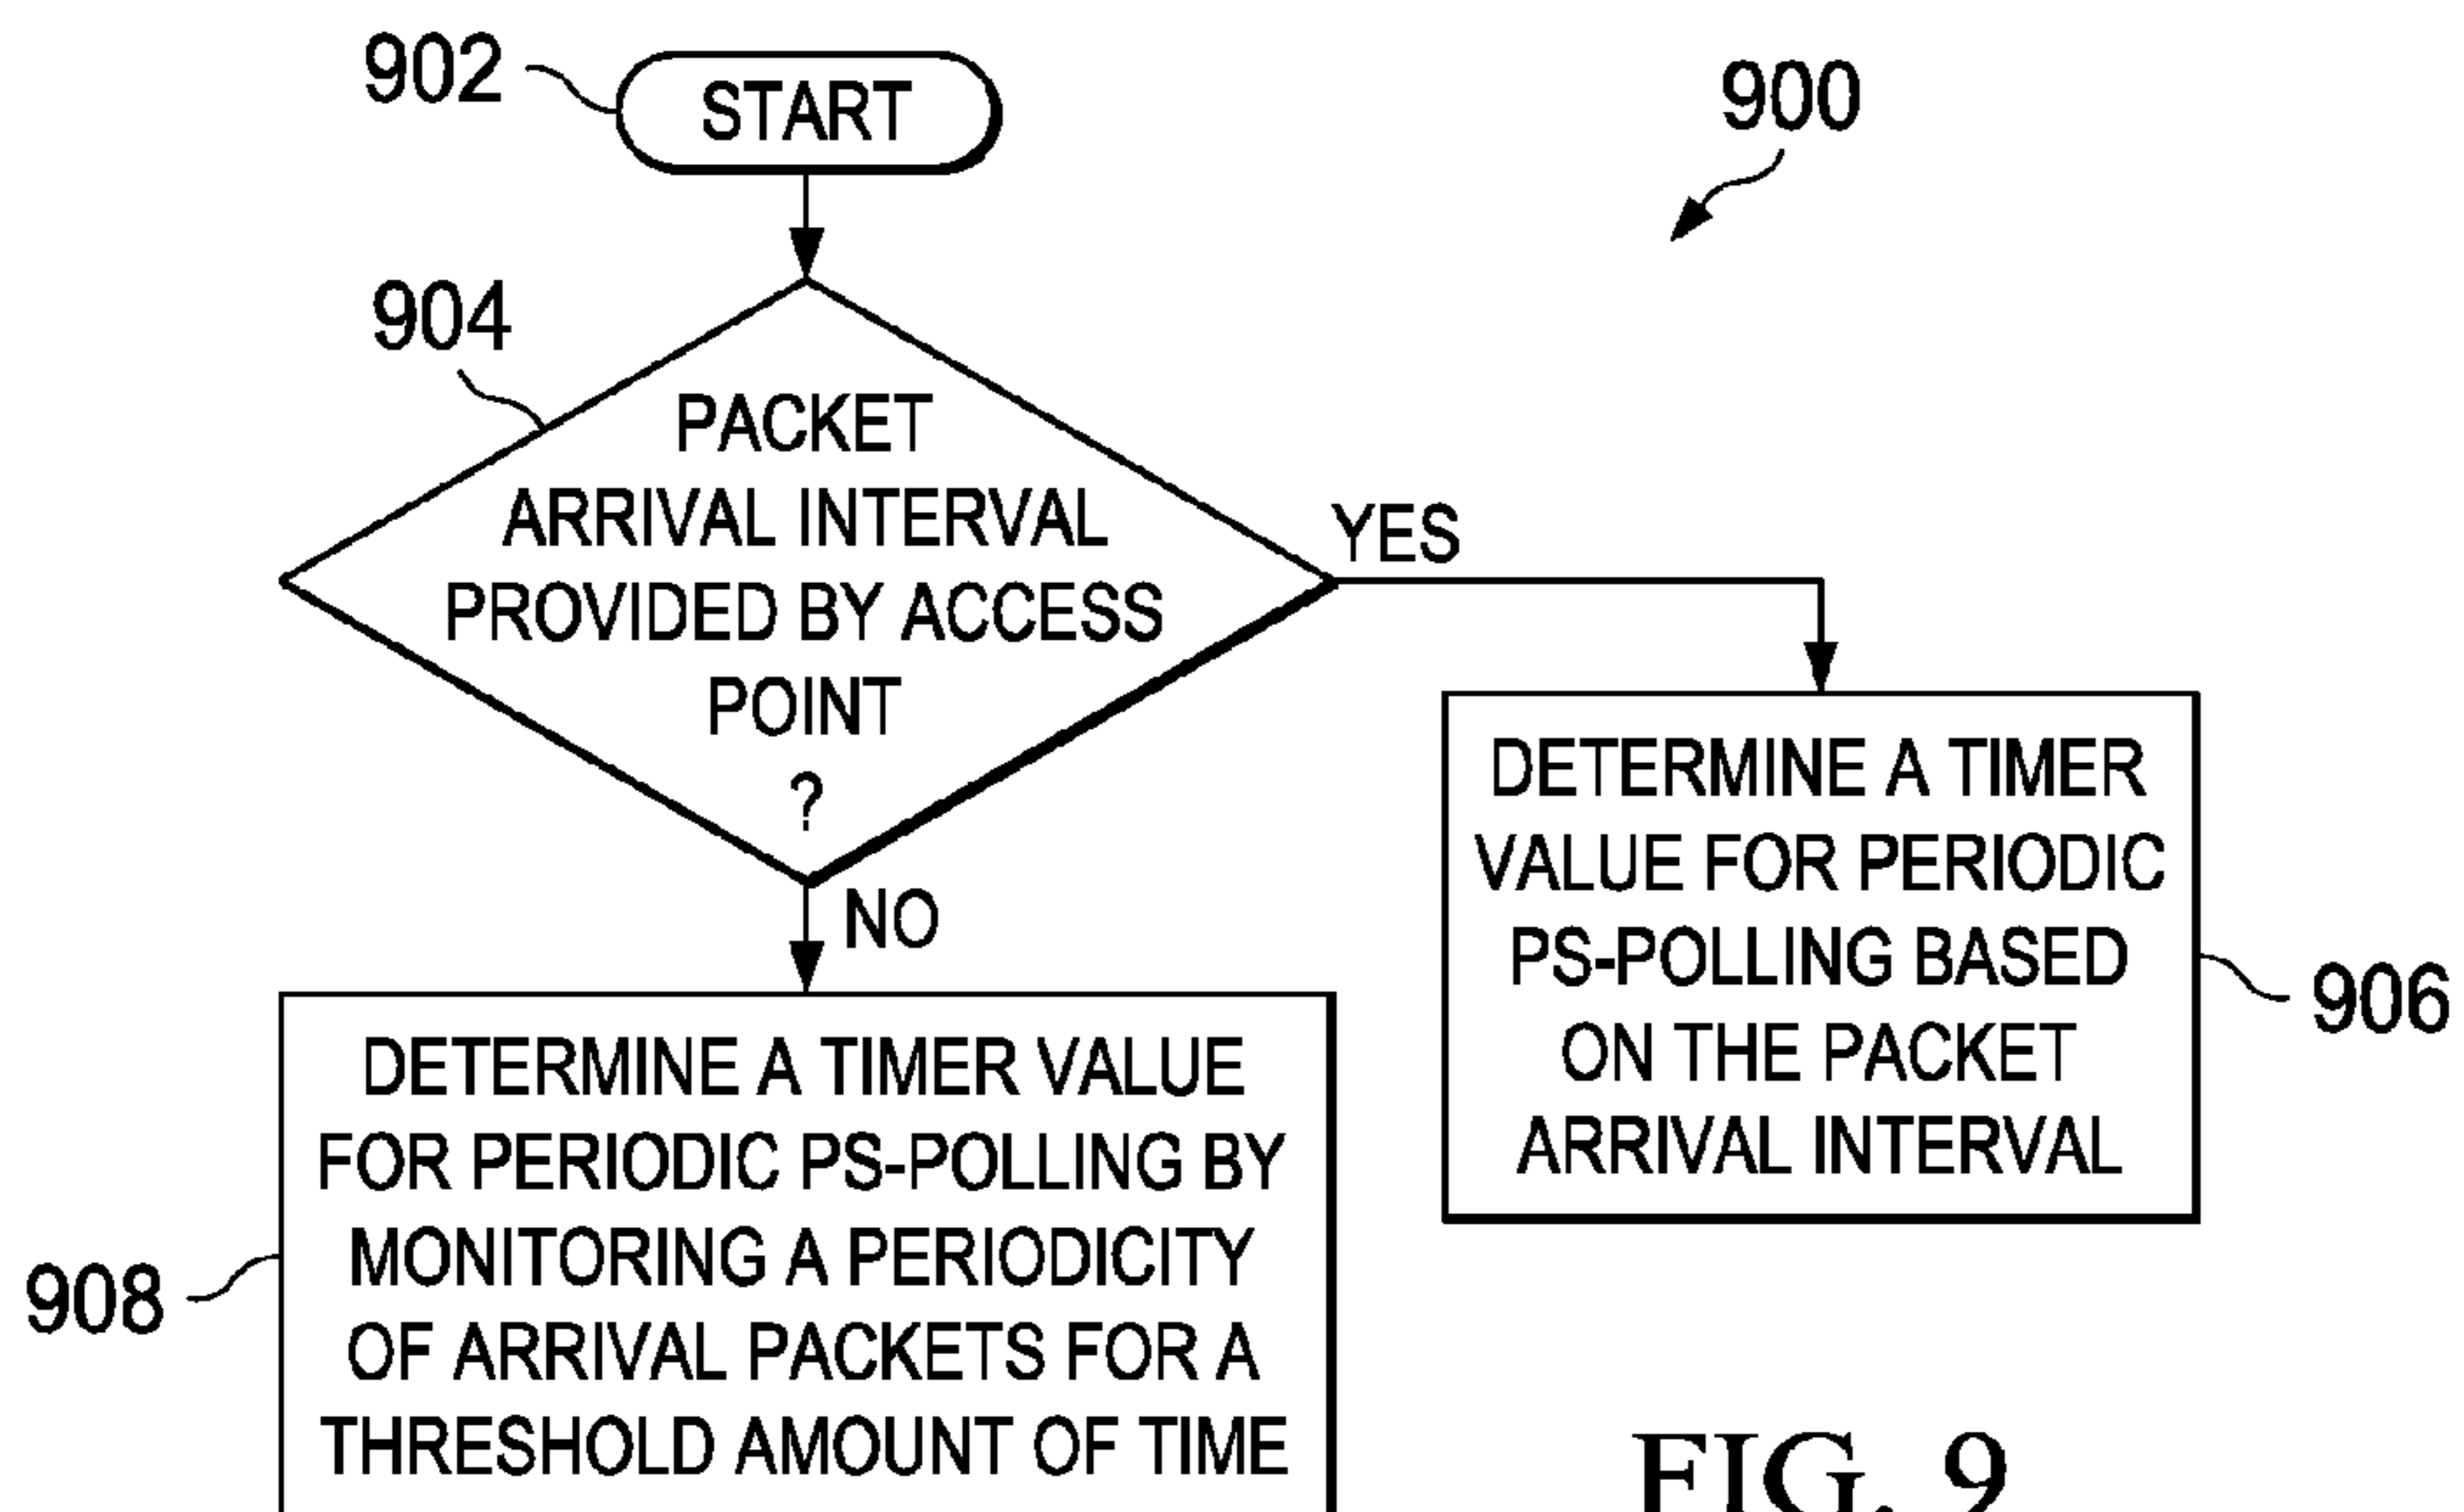 902
START
900
904
PACKET
ARRIVAL INTERVAL
PROVIDED BY ACCESS
POINT
?
YES
NO
DETERMINE A TIMER
VALUE FOR PERIODIC
PS-POLLING BASED
ON THE PACKET
ARRIVAL INTERVAL
906
DETERMINE A TIMER VALUE
FOR PERIODIC PS-POLLING BY
MONITORING A PERIODICITY
OF ARRIVAL PACKETS FOR A
THRESHOLD AMOUNT OF TIME
908
FIG. 9